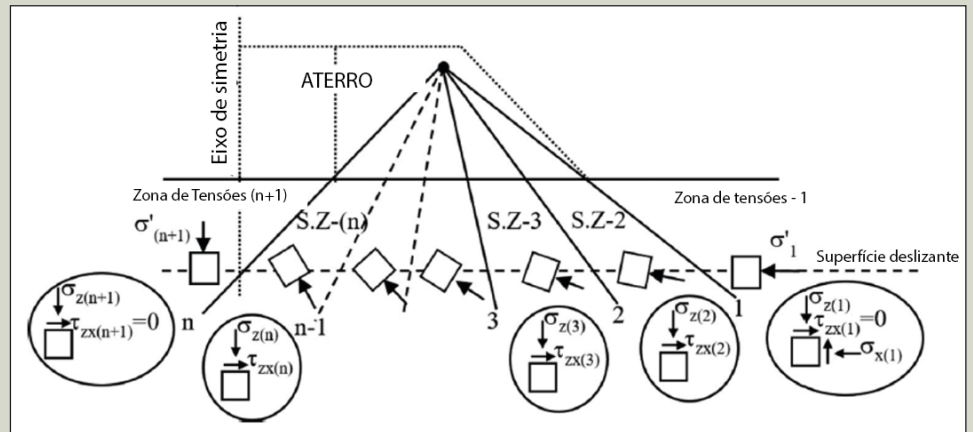 Eixo de simetria
ATERRO
Zona de Tensóes (n+1)
Zona de tensóes - 1
S.Z-(n)
S.Z-3
S.Z-2
σ'(n+1)
σ'1
Superfície deslizante
n
n-1
3
2
1
σz(n+1)
τzx(n+1)=0
σz(n)
τzx(n)
σz(3)
τzx(3)
σz(2)
τzx(2)
σz(1)
τzx(1)=0
σx(1)